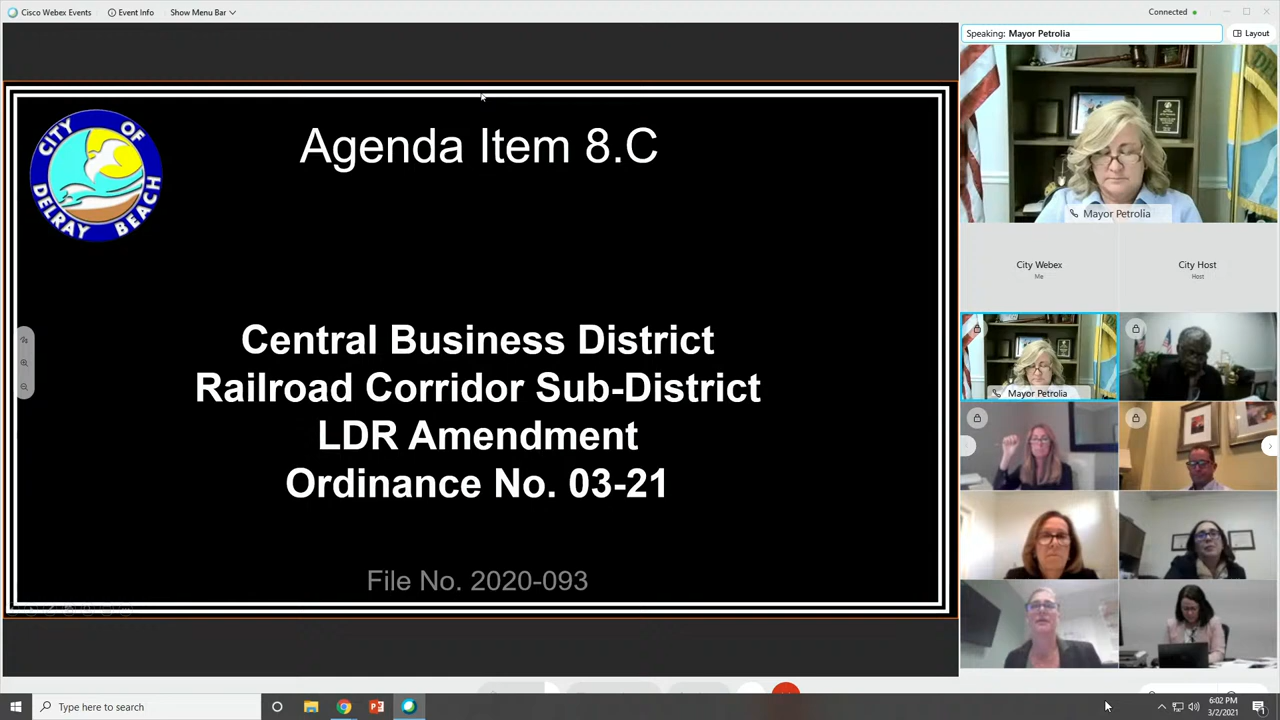 Cisco Webex Events
Event Info
Show Menu Bar
Connected
Speaking: Mayor Petrolia
Layout
CITY OF
DELRAY BEACH
Agenda Item 8.C
Central Business District
Railroad Corridor Sub-District
LDR Amendment
Ordinance No. 03-21
File No. 2020-093
Mayor Petrolia
City Webex
Me
City Host
Host
Mayor Petrolia
Type here to search
6:02 PM
3/2/2021
1